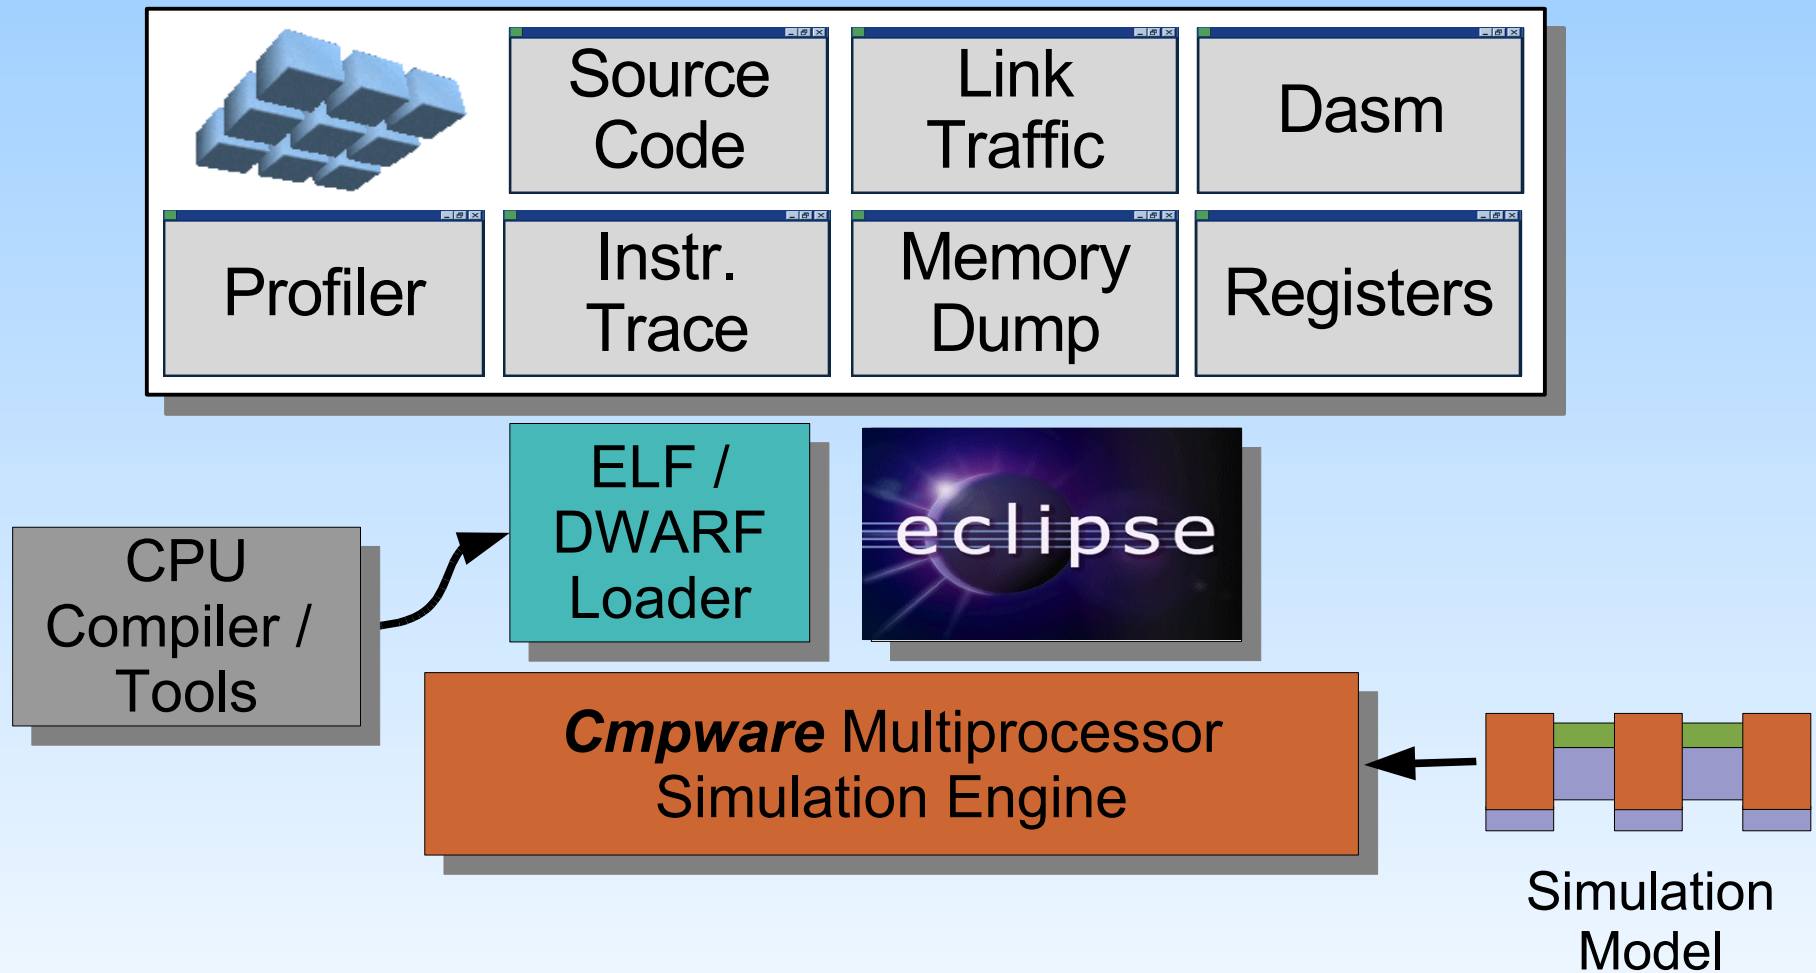 Source
Code
Link
Traffic
Dasm
Profiler
Instr.
Trace
Memory
Dump
Registers
ELF /
DWARF
Loader
eclipse
CPU
Compiler /
Tools
Cmpware Multiprocessor
Simulation Engine
Simulation
Model